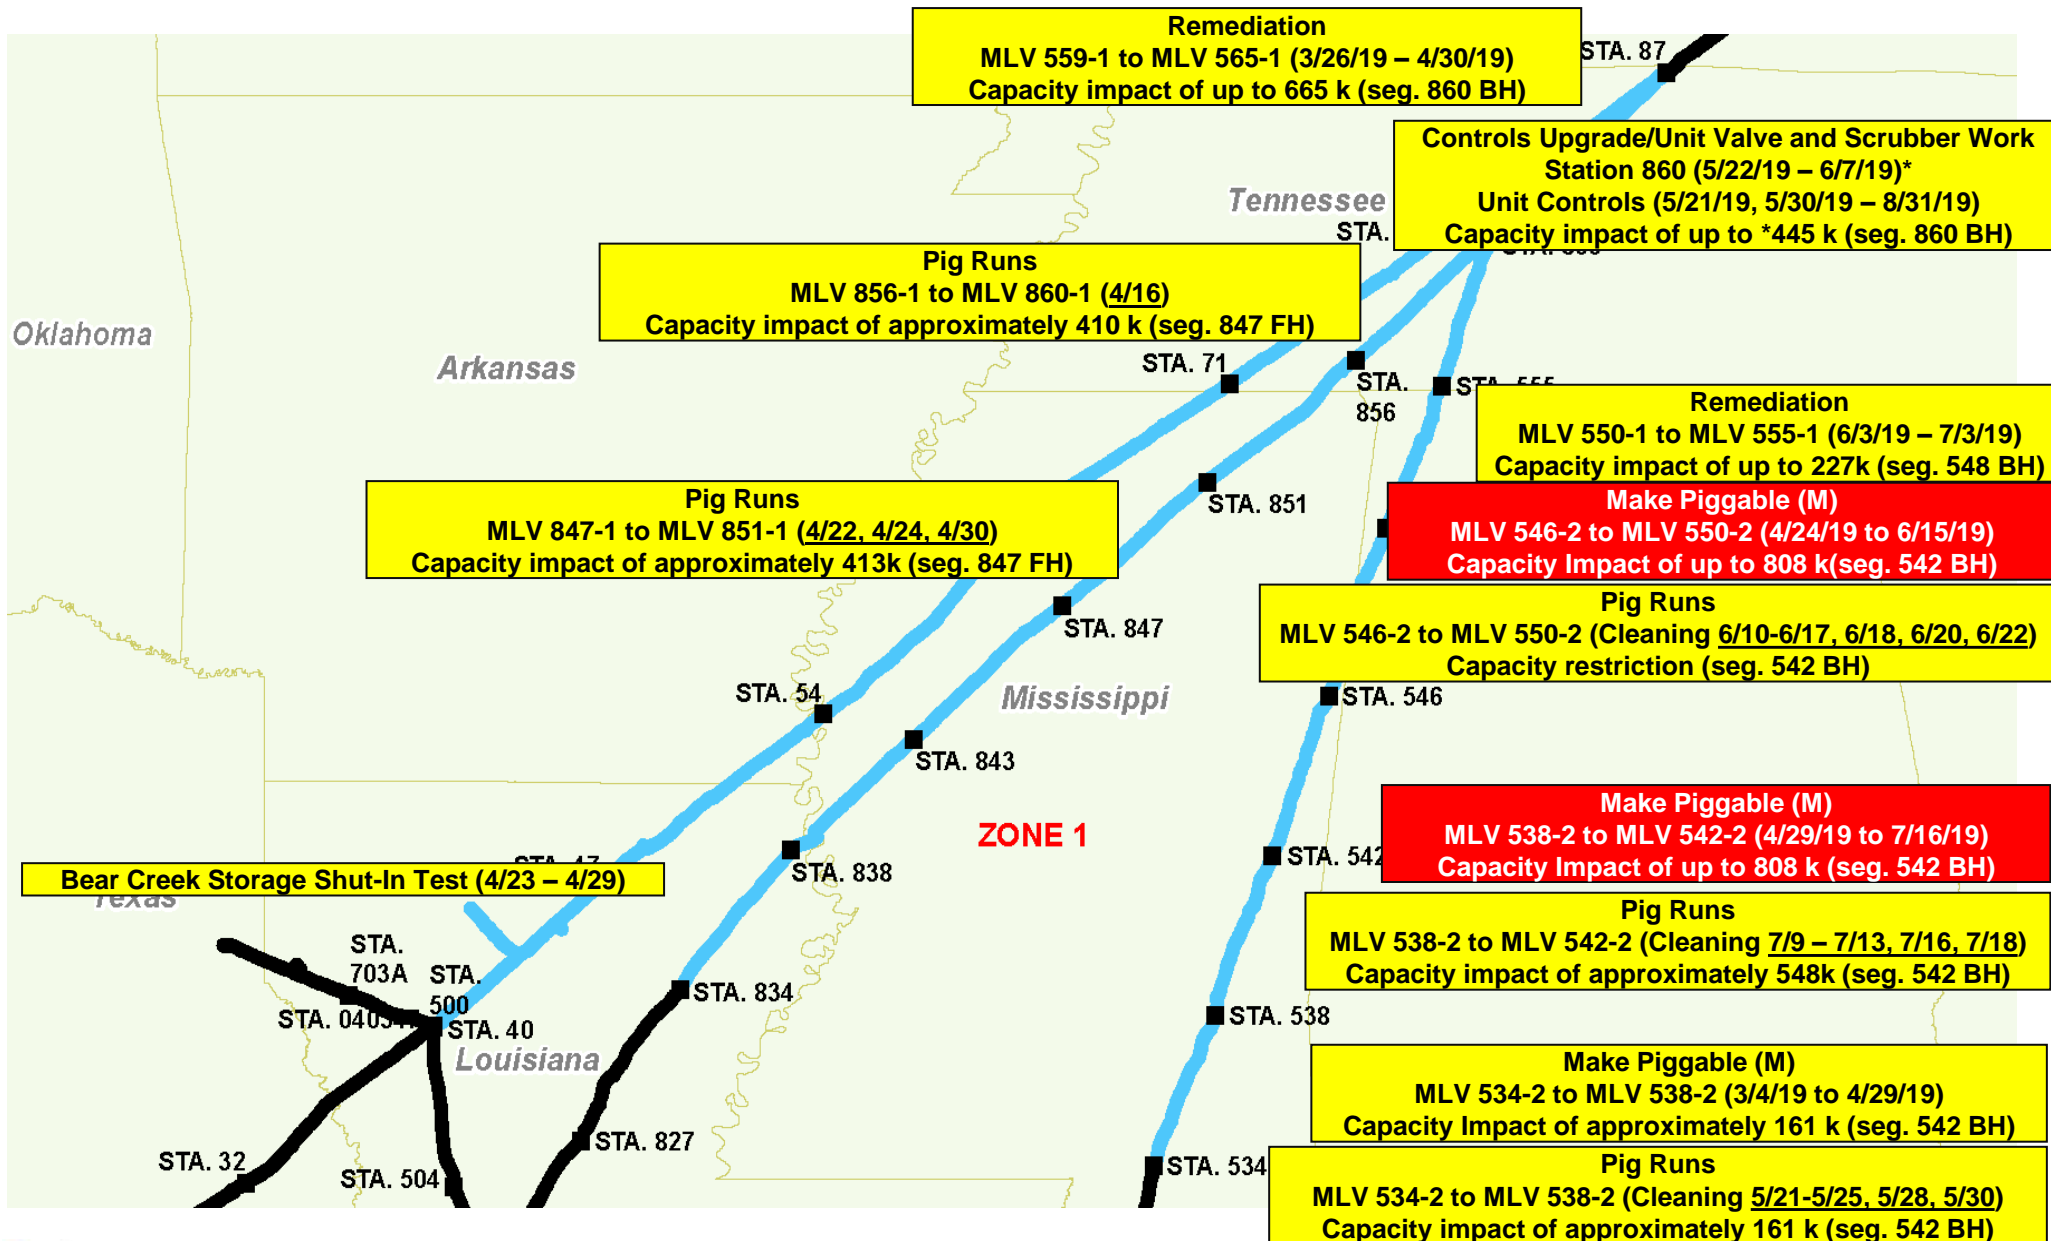 Remediation
MLV 559-1 to MLV 565-1 (3/26/19 – 4/30/19)
Capacity impact of up to 665 k (seg. 860 BH)
STA. 87
Controls Upgrade/Unit Valve and Scrubber Work
Station 860 (5/22/19 – 6/7/19)*
Unit Controls (5/21/19, 5/30/19 – 8/31/19)
Capacity impact of up to *445 k (seg. 860 BH)
Tennessee
STA.
Pig Runs
MLV 856-1 to MLV 860-1 (4/16)
Capacity impact of approximately 410 k (seg. 847 FH)
Oklahoma
Arkansas
STA. 71
STA.
856
Remediation
MLV 550-1 to MLV 555-1 (6/3/19 – 7/3/19)
Capacity impact of up to 227k (seg. 548 BH)
Pig Runs
MLV 847-1 to MLV 851-1 (4/22, 4/24, 4/30)
Capacity impact of approximately 413k (seg. 847 FH)
STA. 851
Make Piggable (M)
MLV 546-2 to MLV 550-2 (4/24/19 to 6/15/19)
Capacity Impact of up to 808 k(seg. 542 BH)
Pig Runs
MLV 546-2 to MLV 550-2 (Cleaning 6/10-6/17, 6/18, 6/20, 6/22)
Capacity restriction (seg. 542 BH)
STA. 847
STA. 54
Mississippi
STA. 546
STA. 843
ZONE 1
Make Piggable (M)
MLV 538-2 to MLV 542-2 (4/29/19 to 7/16/19)
Capacity Impact of up to 808 k (seg. 542 BH)
STA. 542
STA. 838
Bear Creek Storage Shut-In Test (4/23 – 4/29)
Texas
Pig Runs
MLV 538-2 to MLV 542-2 (Cleaning 7/9 – 7/13, 7/16, 7/18)
Capacity impact of approximately 548k (seg. 542 BH)
STA.
703A
STA.
500
STA. 834
STA. 40
STA. 538
Louisiana
Make Piggable (M)
MLV 534-2 to MLV 538-2 (3/4/19 to 4/29/19)
Capacity Impact of approximately 161 k (seg. 542 BH)
STA. 827
STA. 32
STA. 504
STA. 534
Pig Runs
MLV 534-2 to MLV 538-2 (Cleaning 5/21-5/25, 5/28, 5/30)
Capacity impact of approximately 161 k (seg. 542 BH)